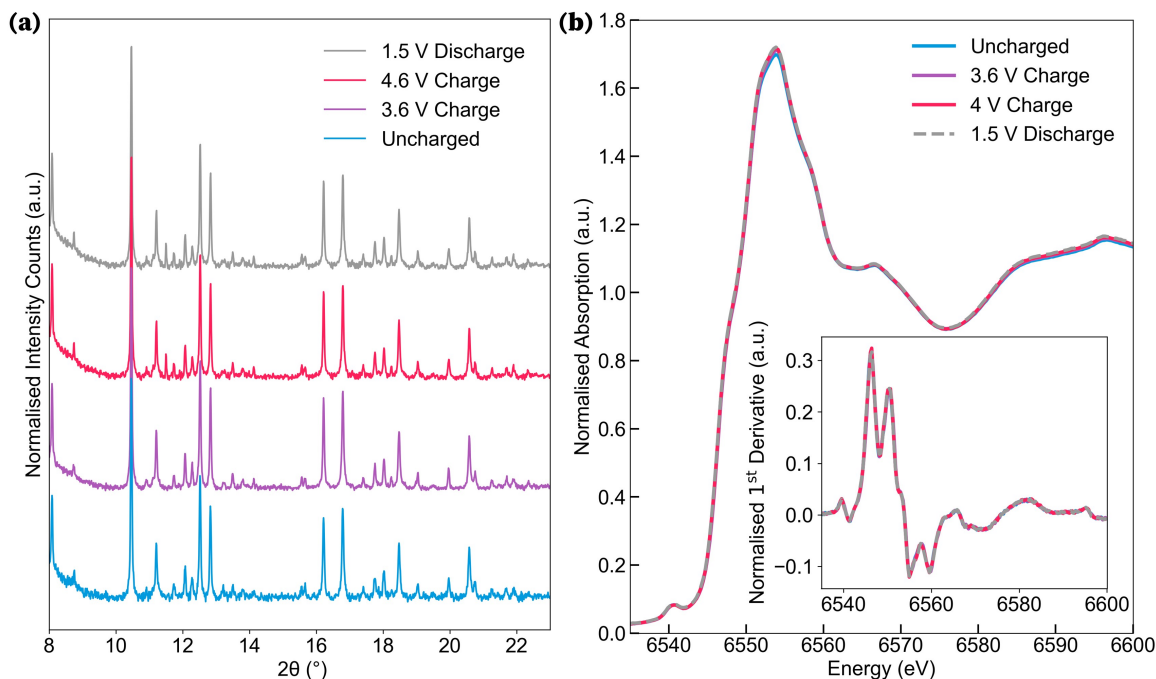 (a)
1.5 V Discharge
4.6 V Charge
3.6 V Charge
Uncharged
Normalised Intensity Counts (a.u.)
8 10 12 14 16 18 20 22
2θ (°)
(b)
1.8
1.6
1.4
1.2
1.0
0.8
0.6
0.4
0.2
0.0
Normalised Absorption (a.u.)
Uncharged
3.6 V Charge
4 V Charge
1.5 V Discharge
Normalised 1st Derivative (a.u.)
0.3
0.2
0.1
0.0
−0.1
6540 6560 6580 6600
6540 6550 6560 6570 6580 6590 6600
Energy (eV)